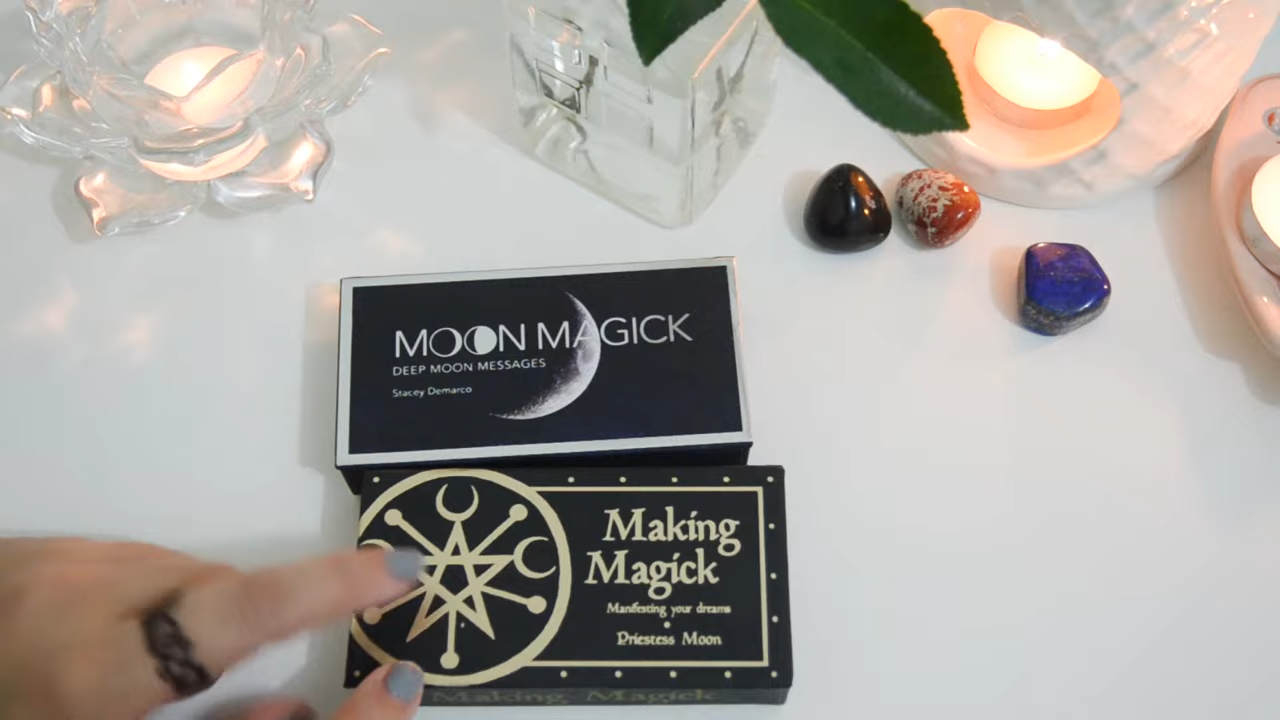 MOON MAGICK
DEEP MOON MESSAGES
Stacey Demarco
Making
Magick
Manifesting your dreams
Priestess Moon
Making Magick